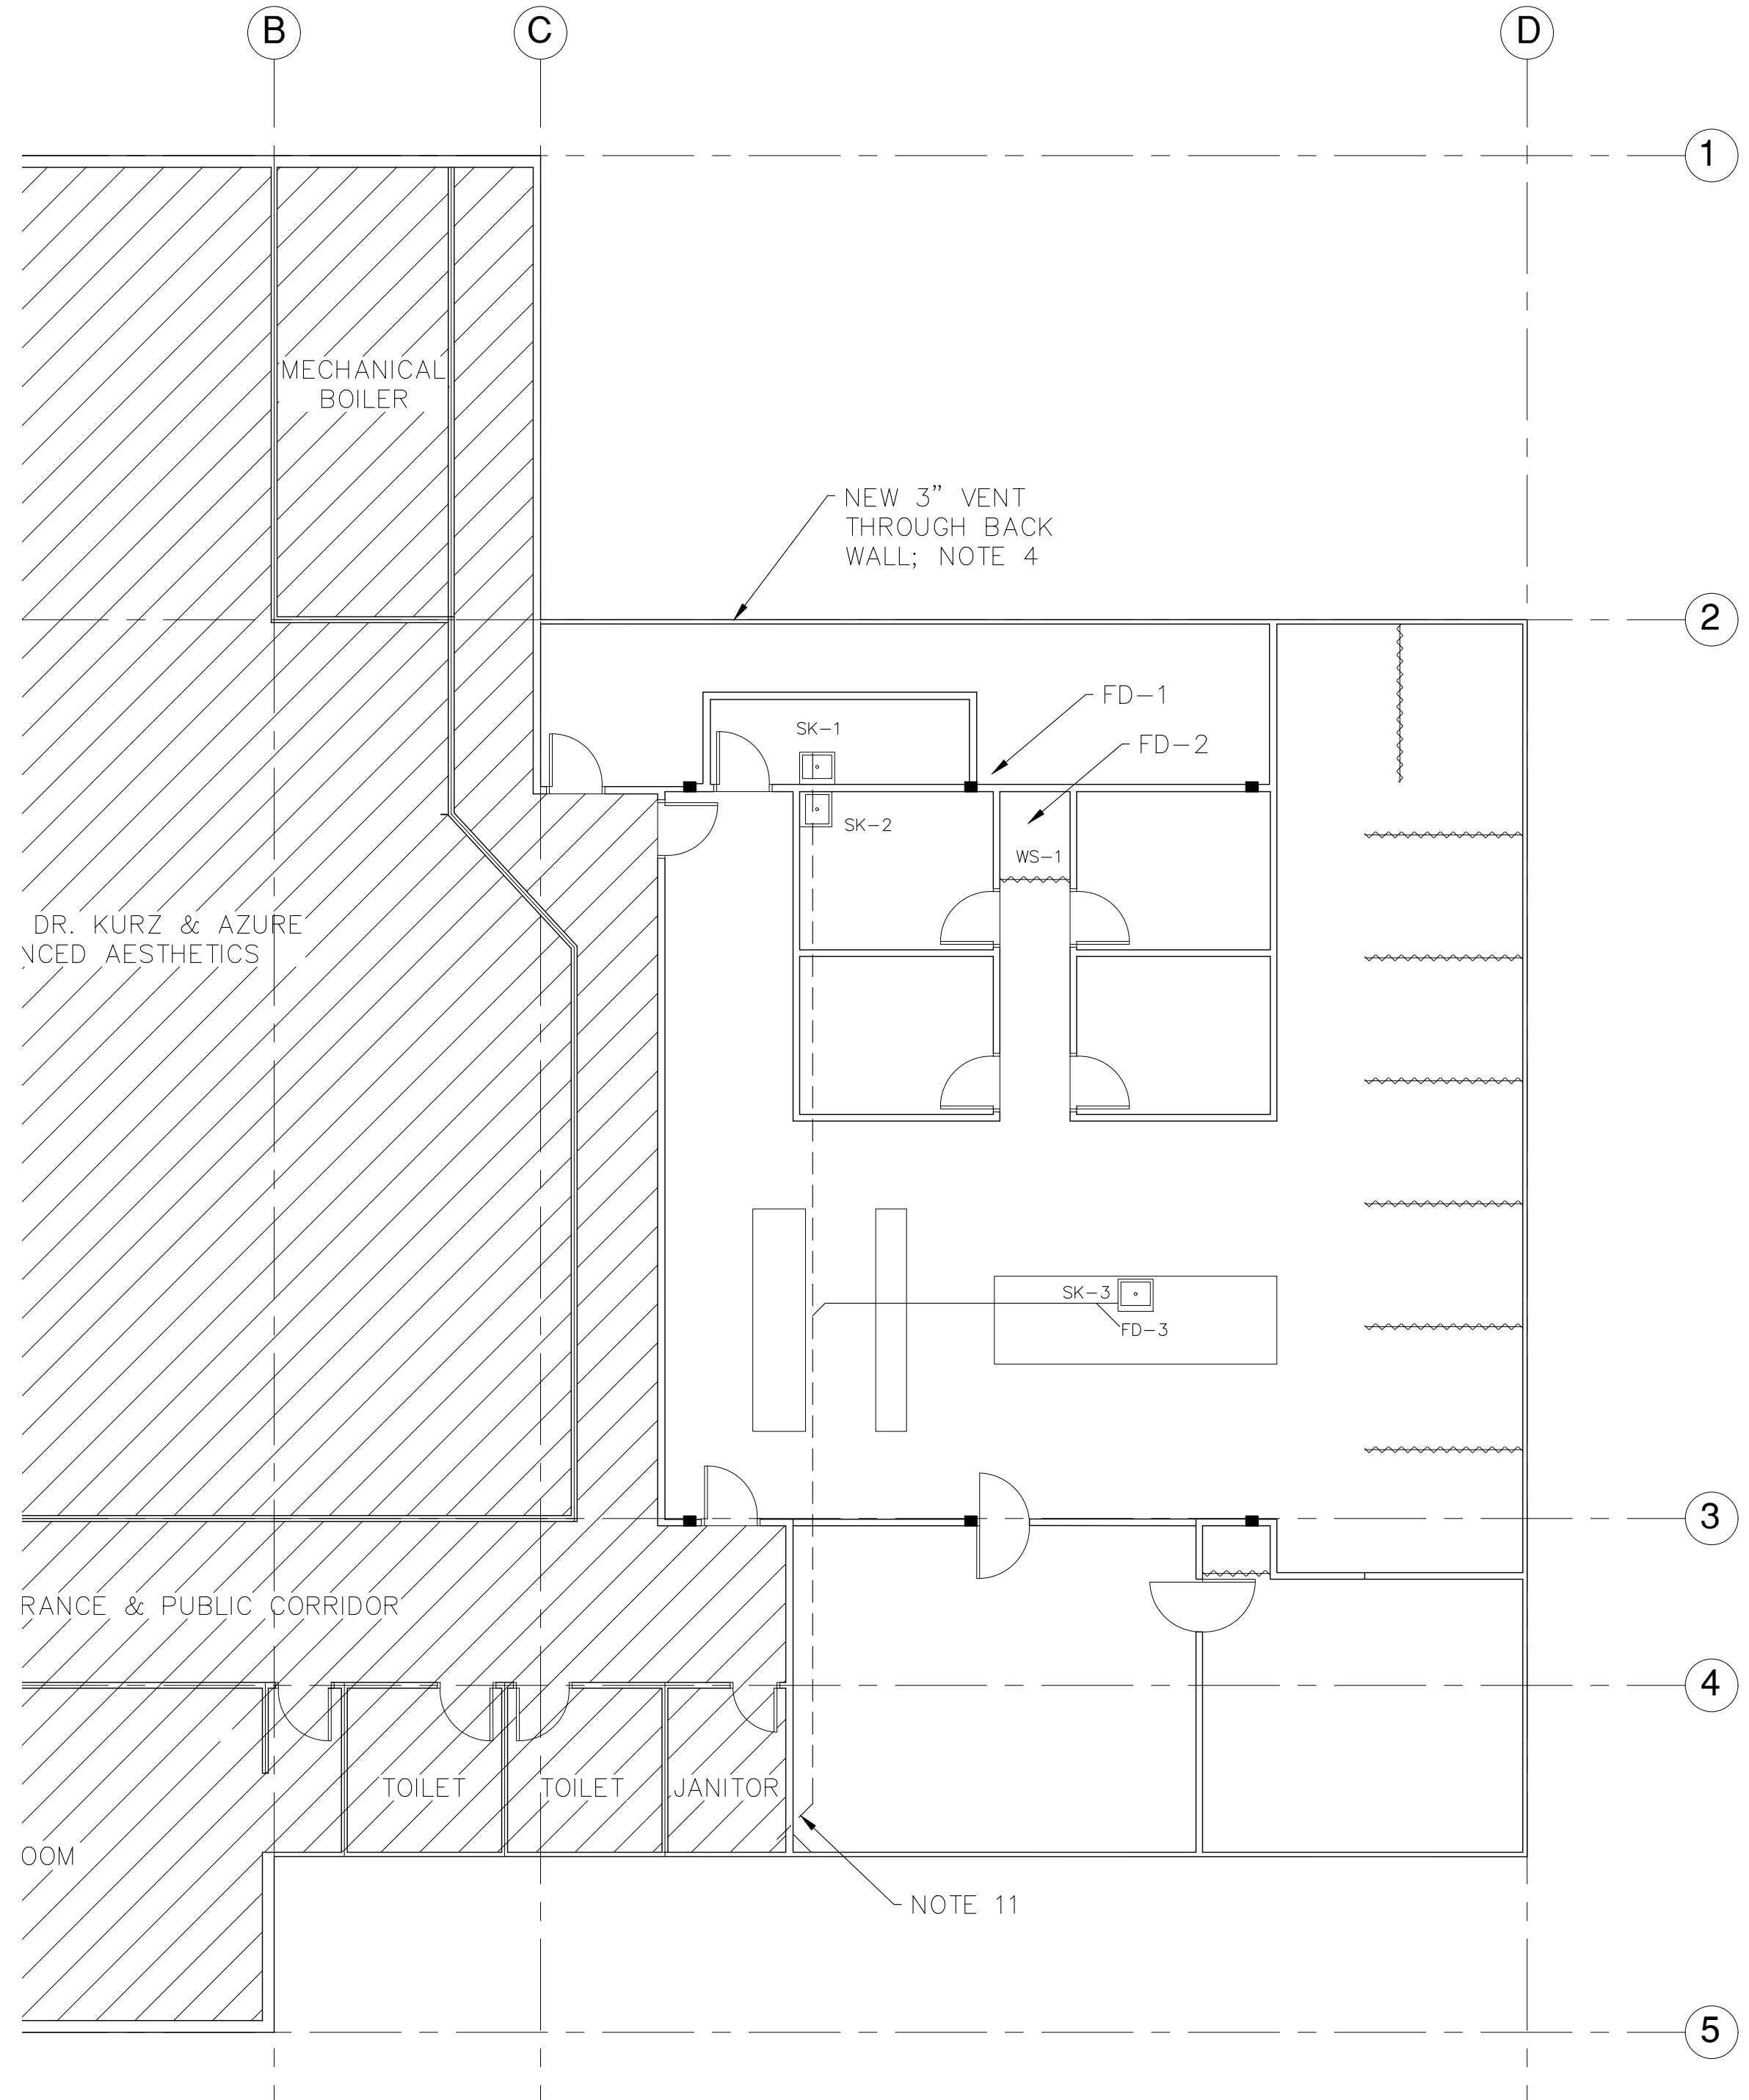 B
C
D
1
MECHANICAL
BOILER
NEW 3” VENT
THROUGH BACK
WALL; NOTE 4
2
FD-1
SK-1
FD-2
SK-2
WS-1
DR. KURZ & AZURE
NCED AESTHETICS
SK-3
FD-3
3
RANCE & PUBLIC CORRIDOR
4
TOILET
TOILET
JANITOR
OOM
NOTE 11
5